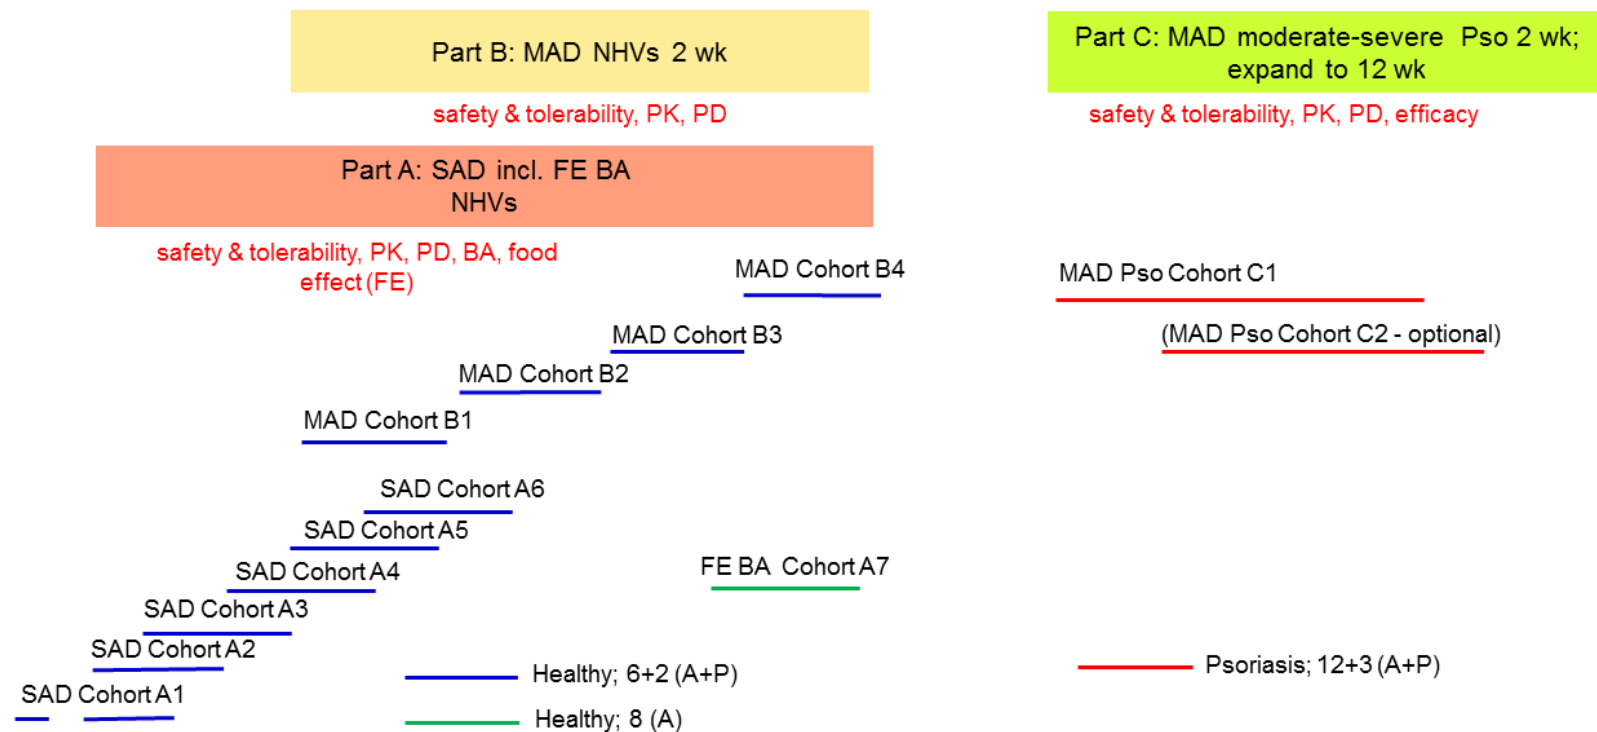 Part B: MAD NHVs 2 wk
safety & tolerability, PK, PD
Part C: MAD moderate-severe Pso 2 wk;
expand to 12 wk
safety & tolerability, PK, PD, efficacy
Part A: SAD incl. FE BA
NHVs
safety & tolerability, PK, PD, BA, food
effect (FE)
MAD Cohort B4
MAD Pso Cohort C1
MAD Cohort B3
(MAD Pso Cohort C2 - optional)
MAD Cohort B2
MAD Cohort B1
SAD Cohort A6
SAD Cohort A5
SAD Cohort A4
FE BA Cohort A7
SAD Cohort A3
SAD Cohort A2
SAD Cohort A1
Healthy; 6+2 (A+P)
Healthy; 8 (A)
Psoriasis; 12+3 (A+P)